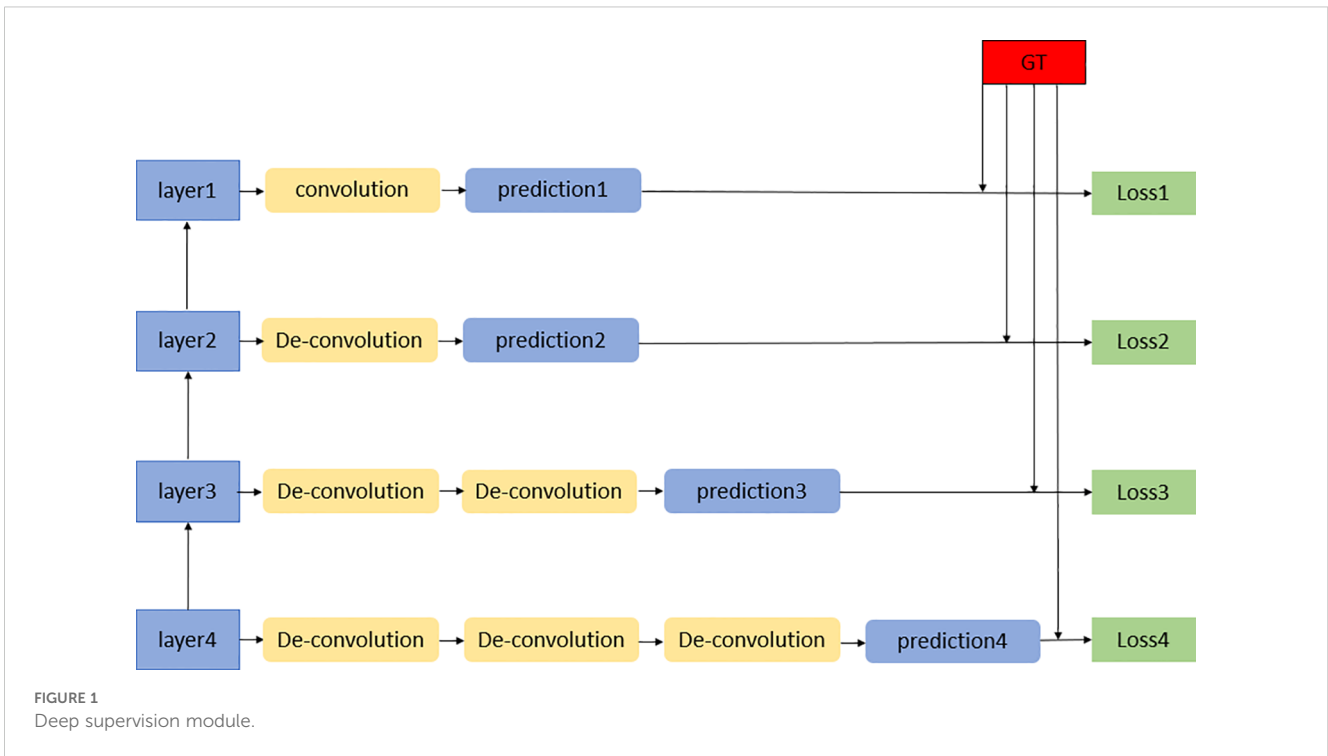 GT
layer1 convolution prediction1 Loss1
layer2 De-convolution prediction2 Loss2
layer3 De-convolution De-convolution prediction3 Loss3
layer4 De-convolution De-convolution De-convolution prediction4 Loss4
FIGURE 1
Deep supervision module.